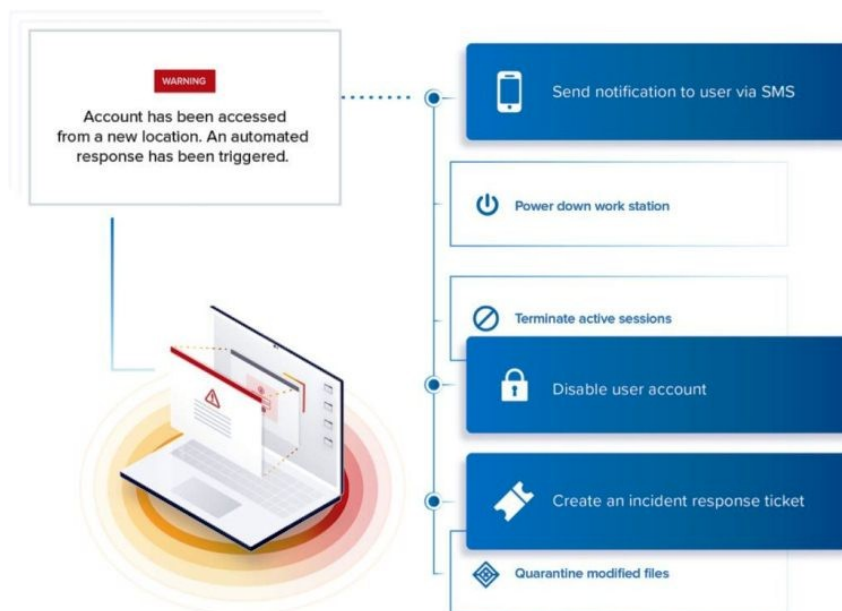 WARNING
Account has been accessed
from a new location. An automated
response has been triggered.
Send notification to user via SMS
Power down work station
Terminate active sessions
Disable user account
Create an incident response ticket
Quarantine modified files